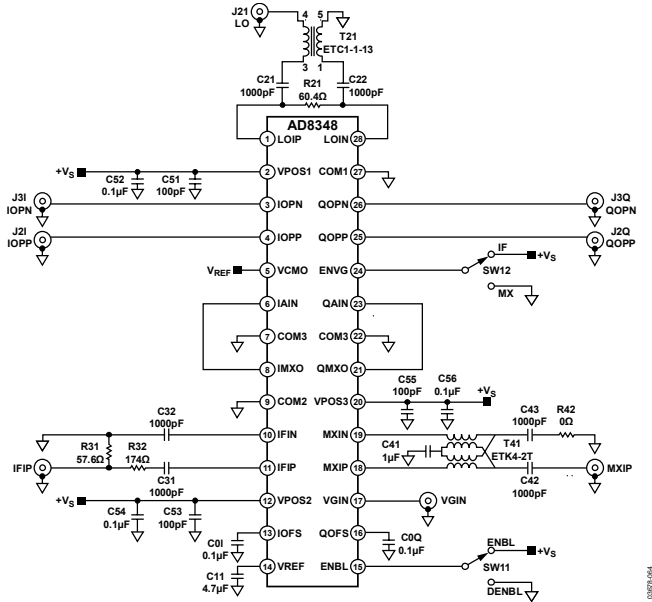 J21
LO
4 5
T21
ETC1-1-13
3 1
C21
1000pF
R21
60.4Ω
C22
1000pF
AD8348
1 LOIP LOIN 28
+VS
C52
0.1µF
C51
100pF
2 VPOS1 COM1 27
J3I
IOPN
3 IOPN QOPN 26
J3Q
QOPN
J2I
IOPP
4 IOPP QOPP 25
J2Q
QOPP
VREF
5 VCMO ENVG 24
IF
+VS
SW12
MX
6 IAIN QAIN 23
7 COM3 COM3 22
8 IMXO QMXO 21
C55
100pF
C56
0.1µF
+VS
9 COM2 VPOS3 20
C32
1000pF
10 IFIN MXIN 19
C43
1000pF
R42
0Ω
R31
57.6Ω
R32
174Ω
C41
1µF
T41
ETK4-2T
IFIP
C31
1000pF
11 IFIP MXIP 18
C42
1000pF
MXIP
+VS
C54
0.1µF
C53
100pF
12 VPOS2 VGIN 17
VGIN
C0I
0.1µF
13 IOFS QOFS 16
C0Q
0.1µF
C11
4.7µF
14 VREF ENBL 15
ENBL
+VS
SW11
DENBL
03678-064